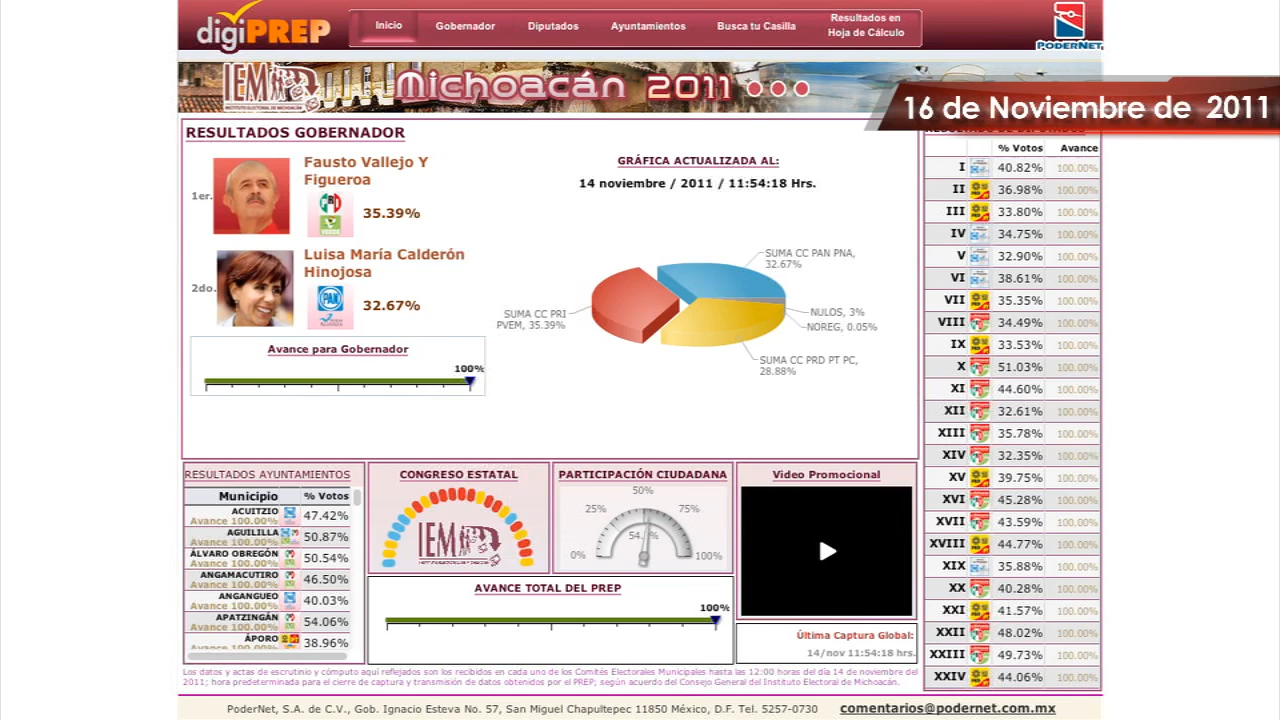 digiPREP
Inicio
Gobernador
Diputados
Ayuntamientos
Busca tu Casilla
Resultados en
Hoja de Cálculo
PODERNET
IEM
INSTITUTO ELECTORAL DE MICHOACÁN
Michoacán 2011
16 de Noviembre de 2011
RESULTADOS GOBERNADOR
1er.
Fausto Vallejo Y
Figueroa
PRI
VERDE
35.39%
2do.
Luisa María Calderón
Hinojosa
PAN
32.67%
Avance para Gobernador
100%
GRÁFICA ACTUALIZADA AL:
14 noviembre / 2011 / 11:54:18 Hrs.
SUMA CC PAN PNA,
32.67%
SUMA CC PRI
PVEM, 35.39%
NULOS, 3%
NOREG, 0.05%
SUMA CC PRD PT PC,
28.88%
% Votos Avance
I 40.82% 100.00%
II 36.98% 100.00%
III 33.80% 100.00%
IV 34.75% 100.00%
V 32.90% 100.00%
VI 38.61% 100.00%
VII 35.35% 100.00%
VIII 34.49% 100.00%
IX 33.53% 100.00%
X 51.03% 100.00%
XI 44.60% 100.00%
XII 32.61% 100.00%
XIII 35.78% 100.00%
XIV 32.35% 100.00%
XV 39.75% 100.00%
XVI 45.28% 100.00%
XVII 43.59% 100.00%
XVIII 44.77% 100.00%
XIX 35.88% 100.00%
XX 40.28% 100.00%
XXI 41.57% 100.00%
XXII 48.02% 100.00%
XXIII 49.73% 100.00%
XXIV 44.06% 100.00%
RESULTADOS AYUNTAMIENTOS
Municipio % Votos
ACUITZIO
Avance 100.00% 47.42%
AGUILILLA
Avance 100.00% 50.87%
ÁLVARO OBREGÓN
Avance 100.00% 50.54%
ANGAMACUTIRO
Avance 100.00% 46.50%
ANGANGUEO
Avance 100.00% 40.03%
APATZINGÁN
Avance 100.00% 54.06%
ÁPORO
Avance 100.00% 38.96%
CONGRESO ESTATAL
IEM
PARTICIPACIÓN CIUDADANA
50%
25%
75%
0%
100%
AVANCE TOTAL DEL PREP
100%
Video Promocional
Última Captura Global:
14/nov 11:54:18 hrs.
Los datos y actas de escrutinio y cómputo aquí reflejados son los recibidos en cada uno de los Comités Electorales Municipales hasta las 12:00 horas del día 14 de noviembre del
2011; hora predeterminada para el cierre de captura y transmisión de datos obtenidos por el PREP; según acuerdo del Consejo General del Instituto Electoral de Michoacán.
PoderNet, S.A. de C.V., Gob. Ignacio Esteva No. 57, San Miguel Chapultepec 11850 México, D.F. Tel. 5257-0730
comentarios@podernet.com.mx